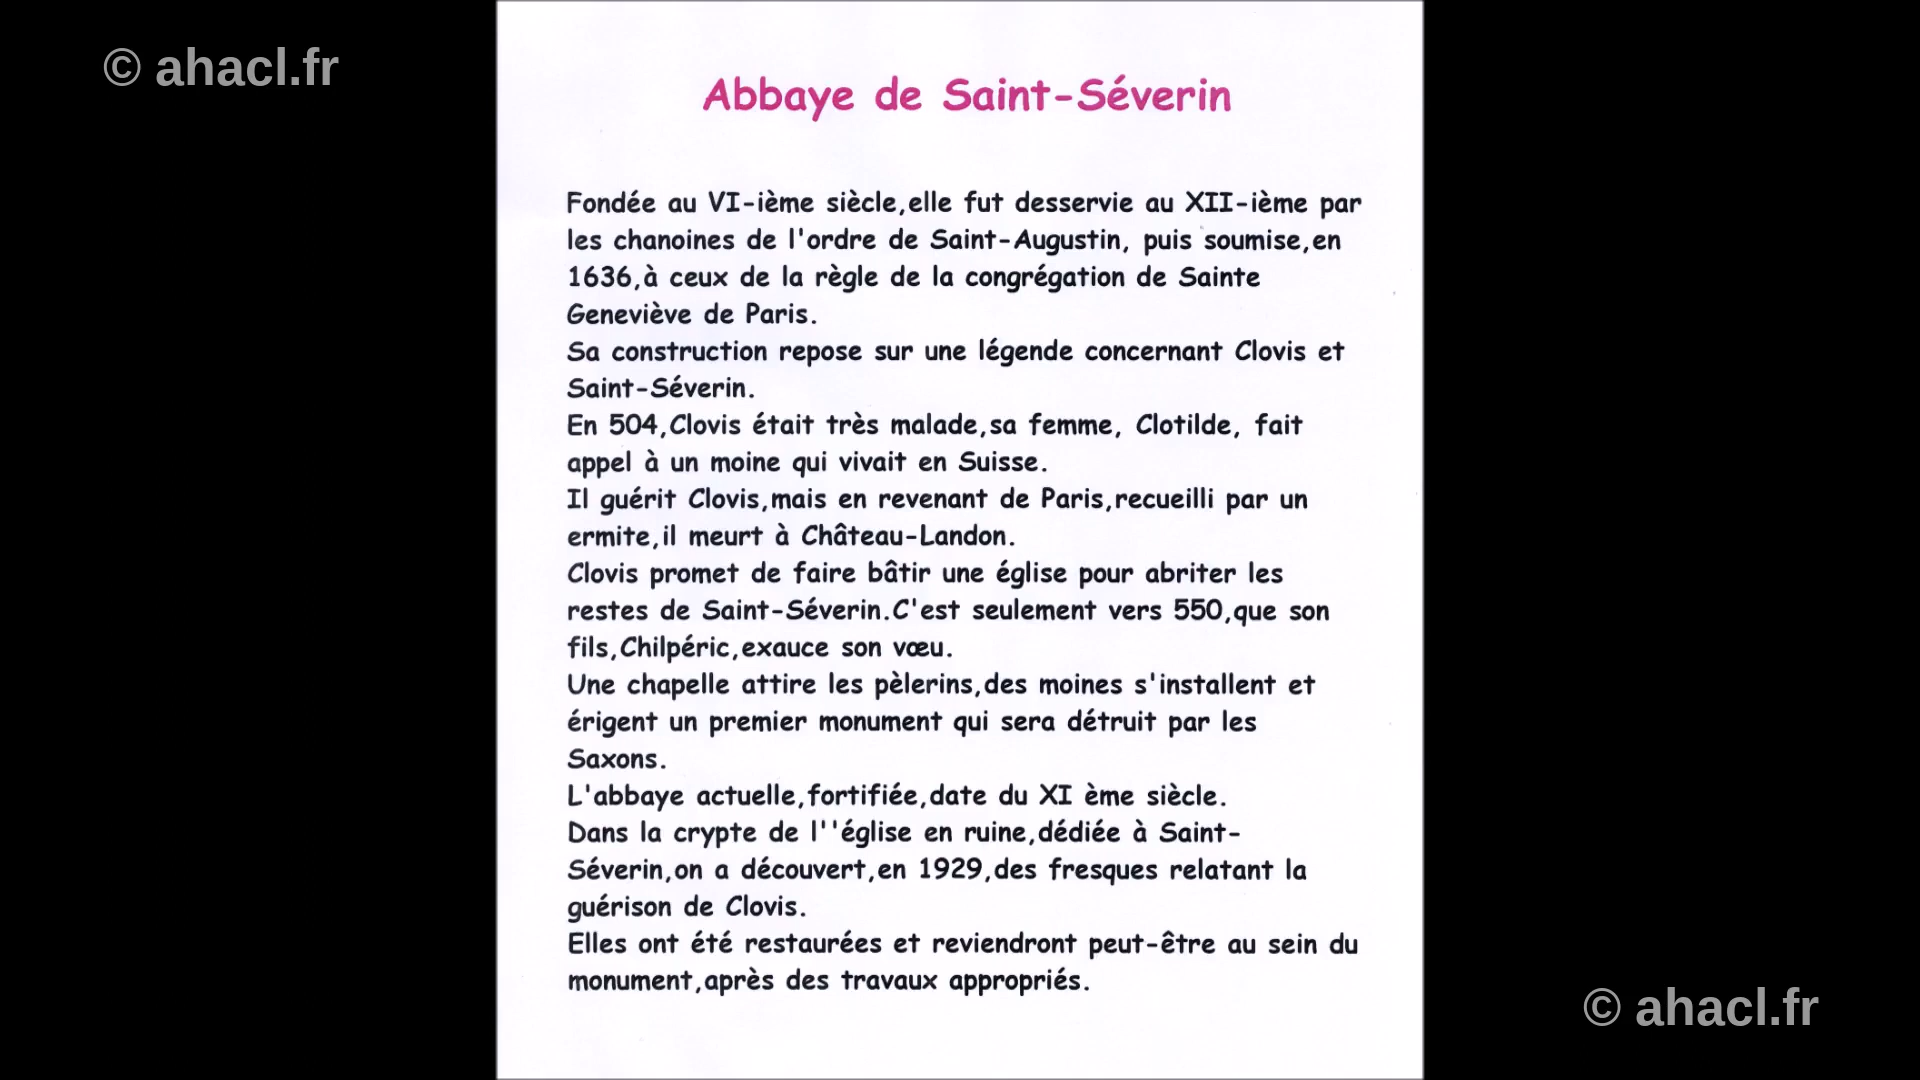 © ahacl.fr
Abbaye de Saint-Séverin
Fondée au VI-ième siècle,elle fut desservie au XII-ième par
les chanoines de l'ordre de Saint-Augustin, puis soumise,en
1636,à ceux de la règle de la congrégation de Sainte
Geneviève de Paris.
Sa construction repose sur une légende concernant Clovis et
Saint-Séverin.
En 504,Clovis était très malade,sa femme, Clotilde, fait
appel à un moine qui vivait en Suisse.
Il guérit Clovis,mais en revenant de Paris,recueilli par un
ermite,il meurt à Château-Landon.
Clovis promet de faire bâtir une église pour abriter les
restes de Saint-Séverin.C'est seulement vers 550,que son
fils,Chilpéric,exauce son vœu.
Une chapelle attire les pèlerins,des moines s'installent et
érigent un premier monument qui sera détruit par les
Saxons.
L'abbaye actuelle,fortifiée,date du XI ème siècle.
Dans la crypte de l''église en ruine,dédiée à Saint-
Séverin,on a découvert,en 1929,des fresques relatant la
guérison de Clovis.
Elles ont été restaurées et reviendront peut-être au sein du
monument,après des travaux appropriés.
© ahacl.fr